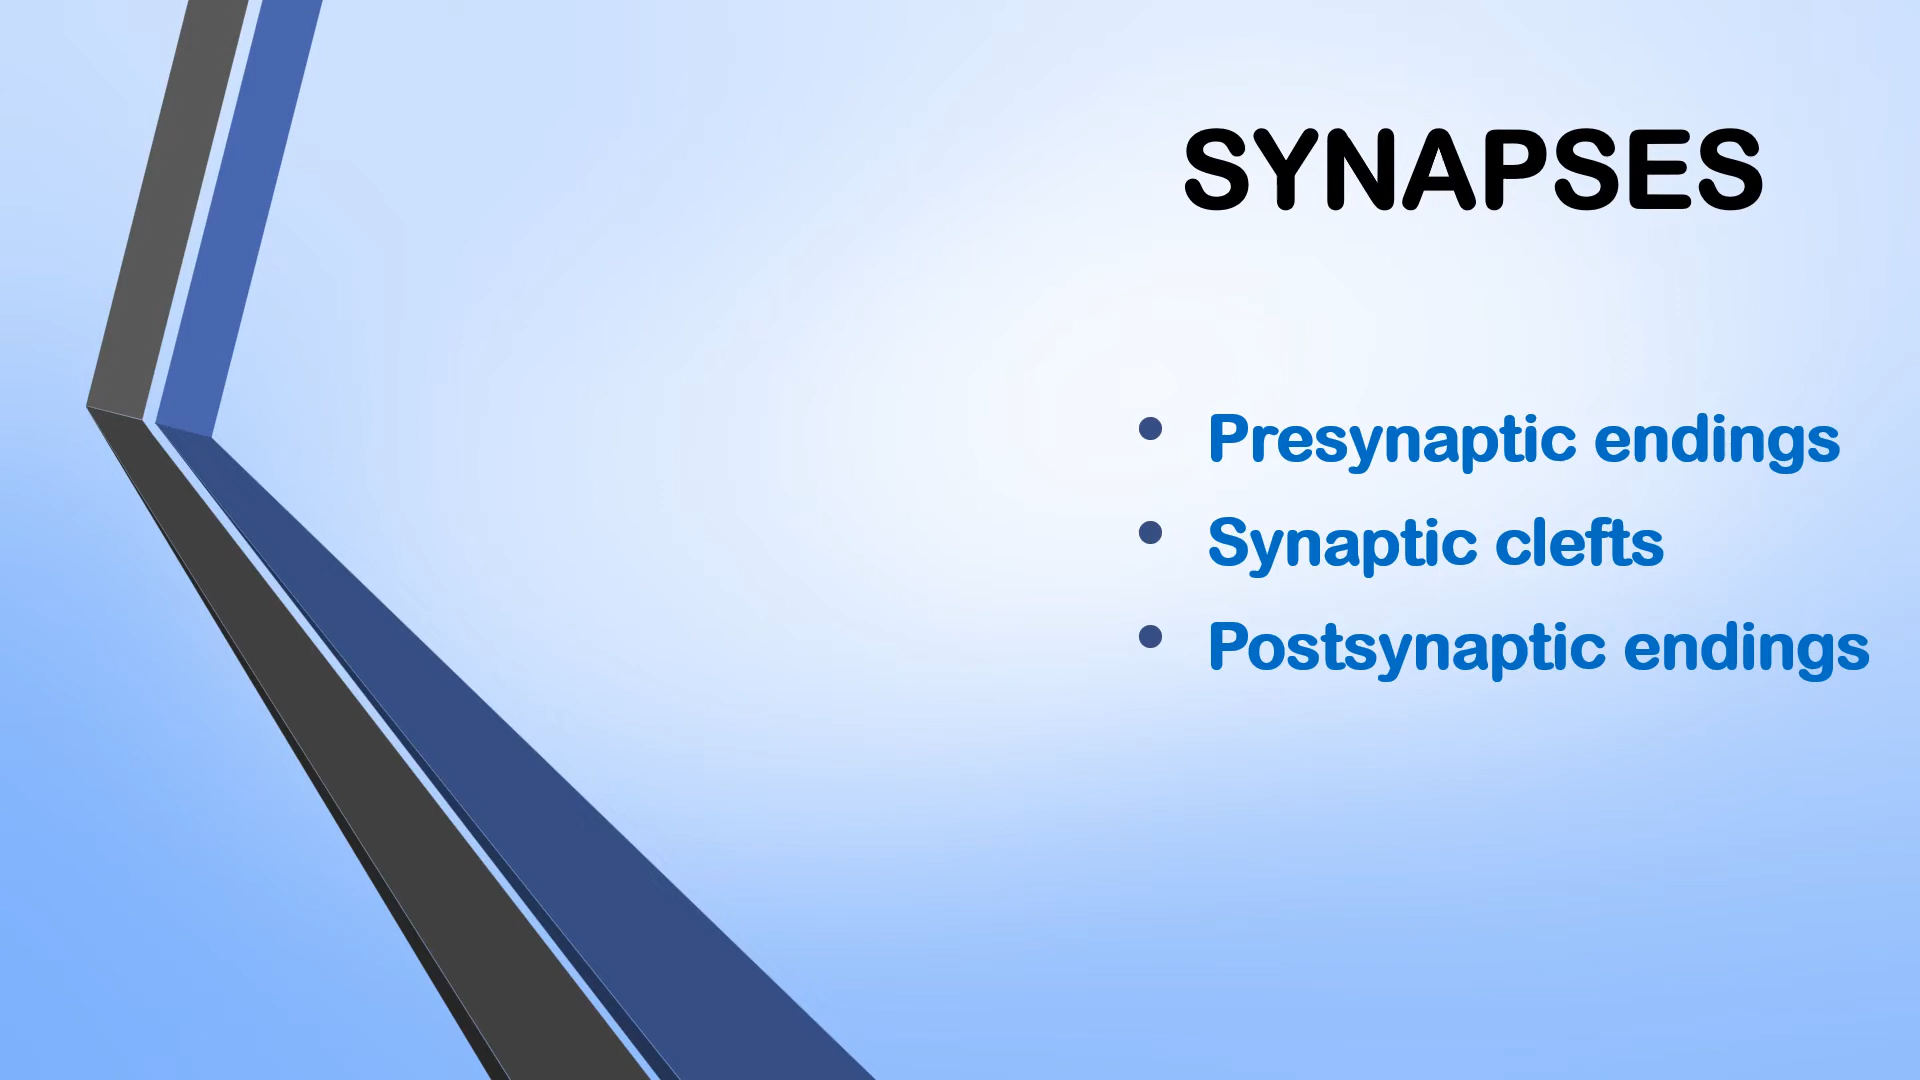 SYNAPSES
• Presynaptic endings
• Synaptic clefts
• Postsynaptic endings